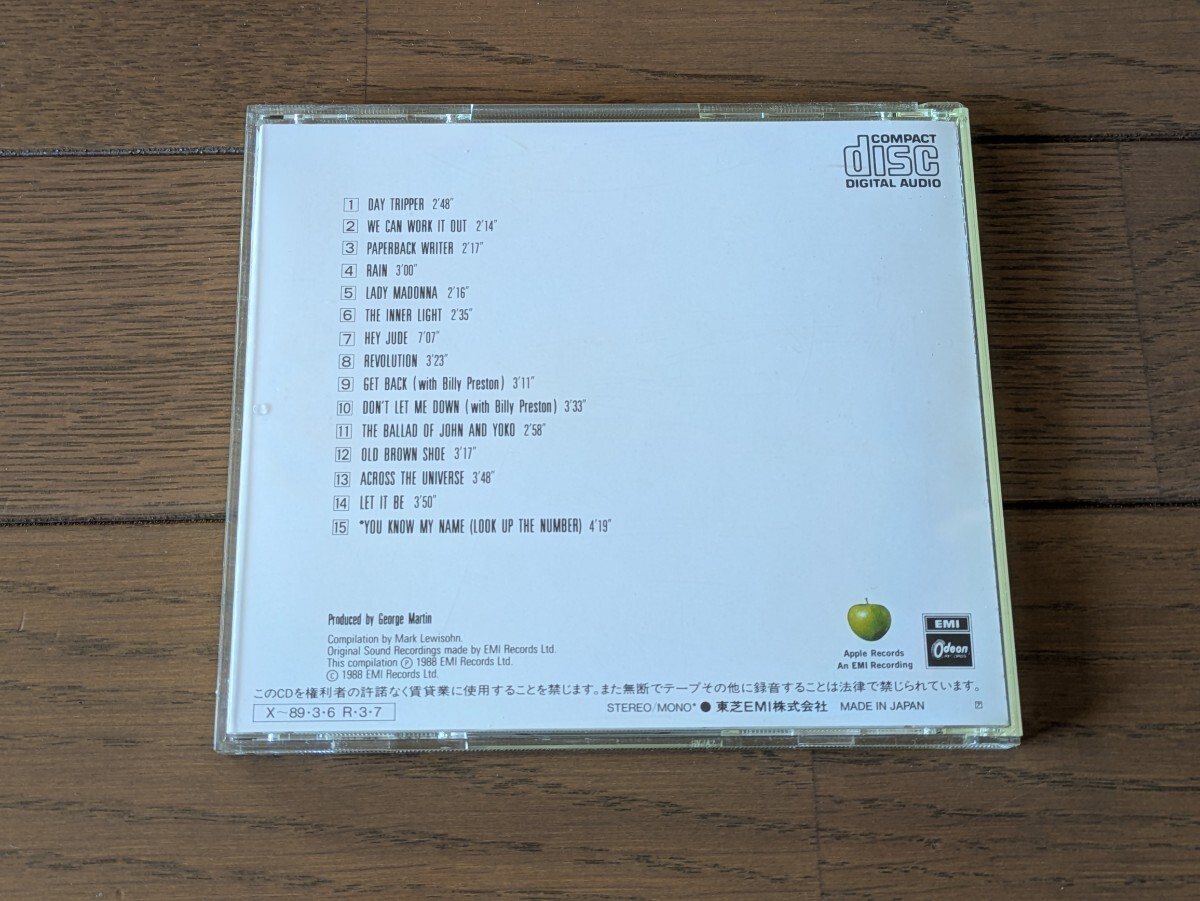 COMPACT
disc
DIGITAL AUDIO
1 DAY TRIPPER 2'48"
2 WE CAN WORK IT OUT 2'14"
3 PAPERBACK WRITER 2'17"
4 RAIN 3'00"
5 LADY MADONNA 2'16"
6 THE INNER LIGHT 2'35"
7 HEY JUDE 7'07"
8 REVOLUTION 3'23"
9 GET BACK (with Billy Preston) 3'11"
10 DON'T LET ME DOWN (with Billy Preston) 3'33"
11 THE BALLAD OF JOHN AND YOKO 2'58"
12 OLD BROWN SHOE 3'17"
13 ACROSS THE UNIVERSE 3'48"
14 LET IT BE 3'50"
15 *YOU KNOW MY NAME (LOOK UP THE NUMBER) 4'19"
Produced by George Martin
Compilation by Mark Lewisohn.
Original Sound Recordings made by EMI Records Ltd.
This compilation Ⓟ 1988 EMI Records Ltd.
© 1988 EMI Records Ltd.
Apple Records
An EMI Recording
EMI
Odeon
このCDを権利者の許諾なく賃貸業に使用することを禁じます。また無断でテープその他に録音することは法律で禁じられています。
X〜89・3・6 R・3・7
STEREO/MONO* ● 東芝EMI株式会社 MADE IN JAPAN